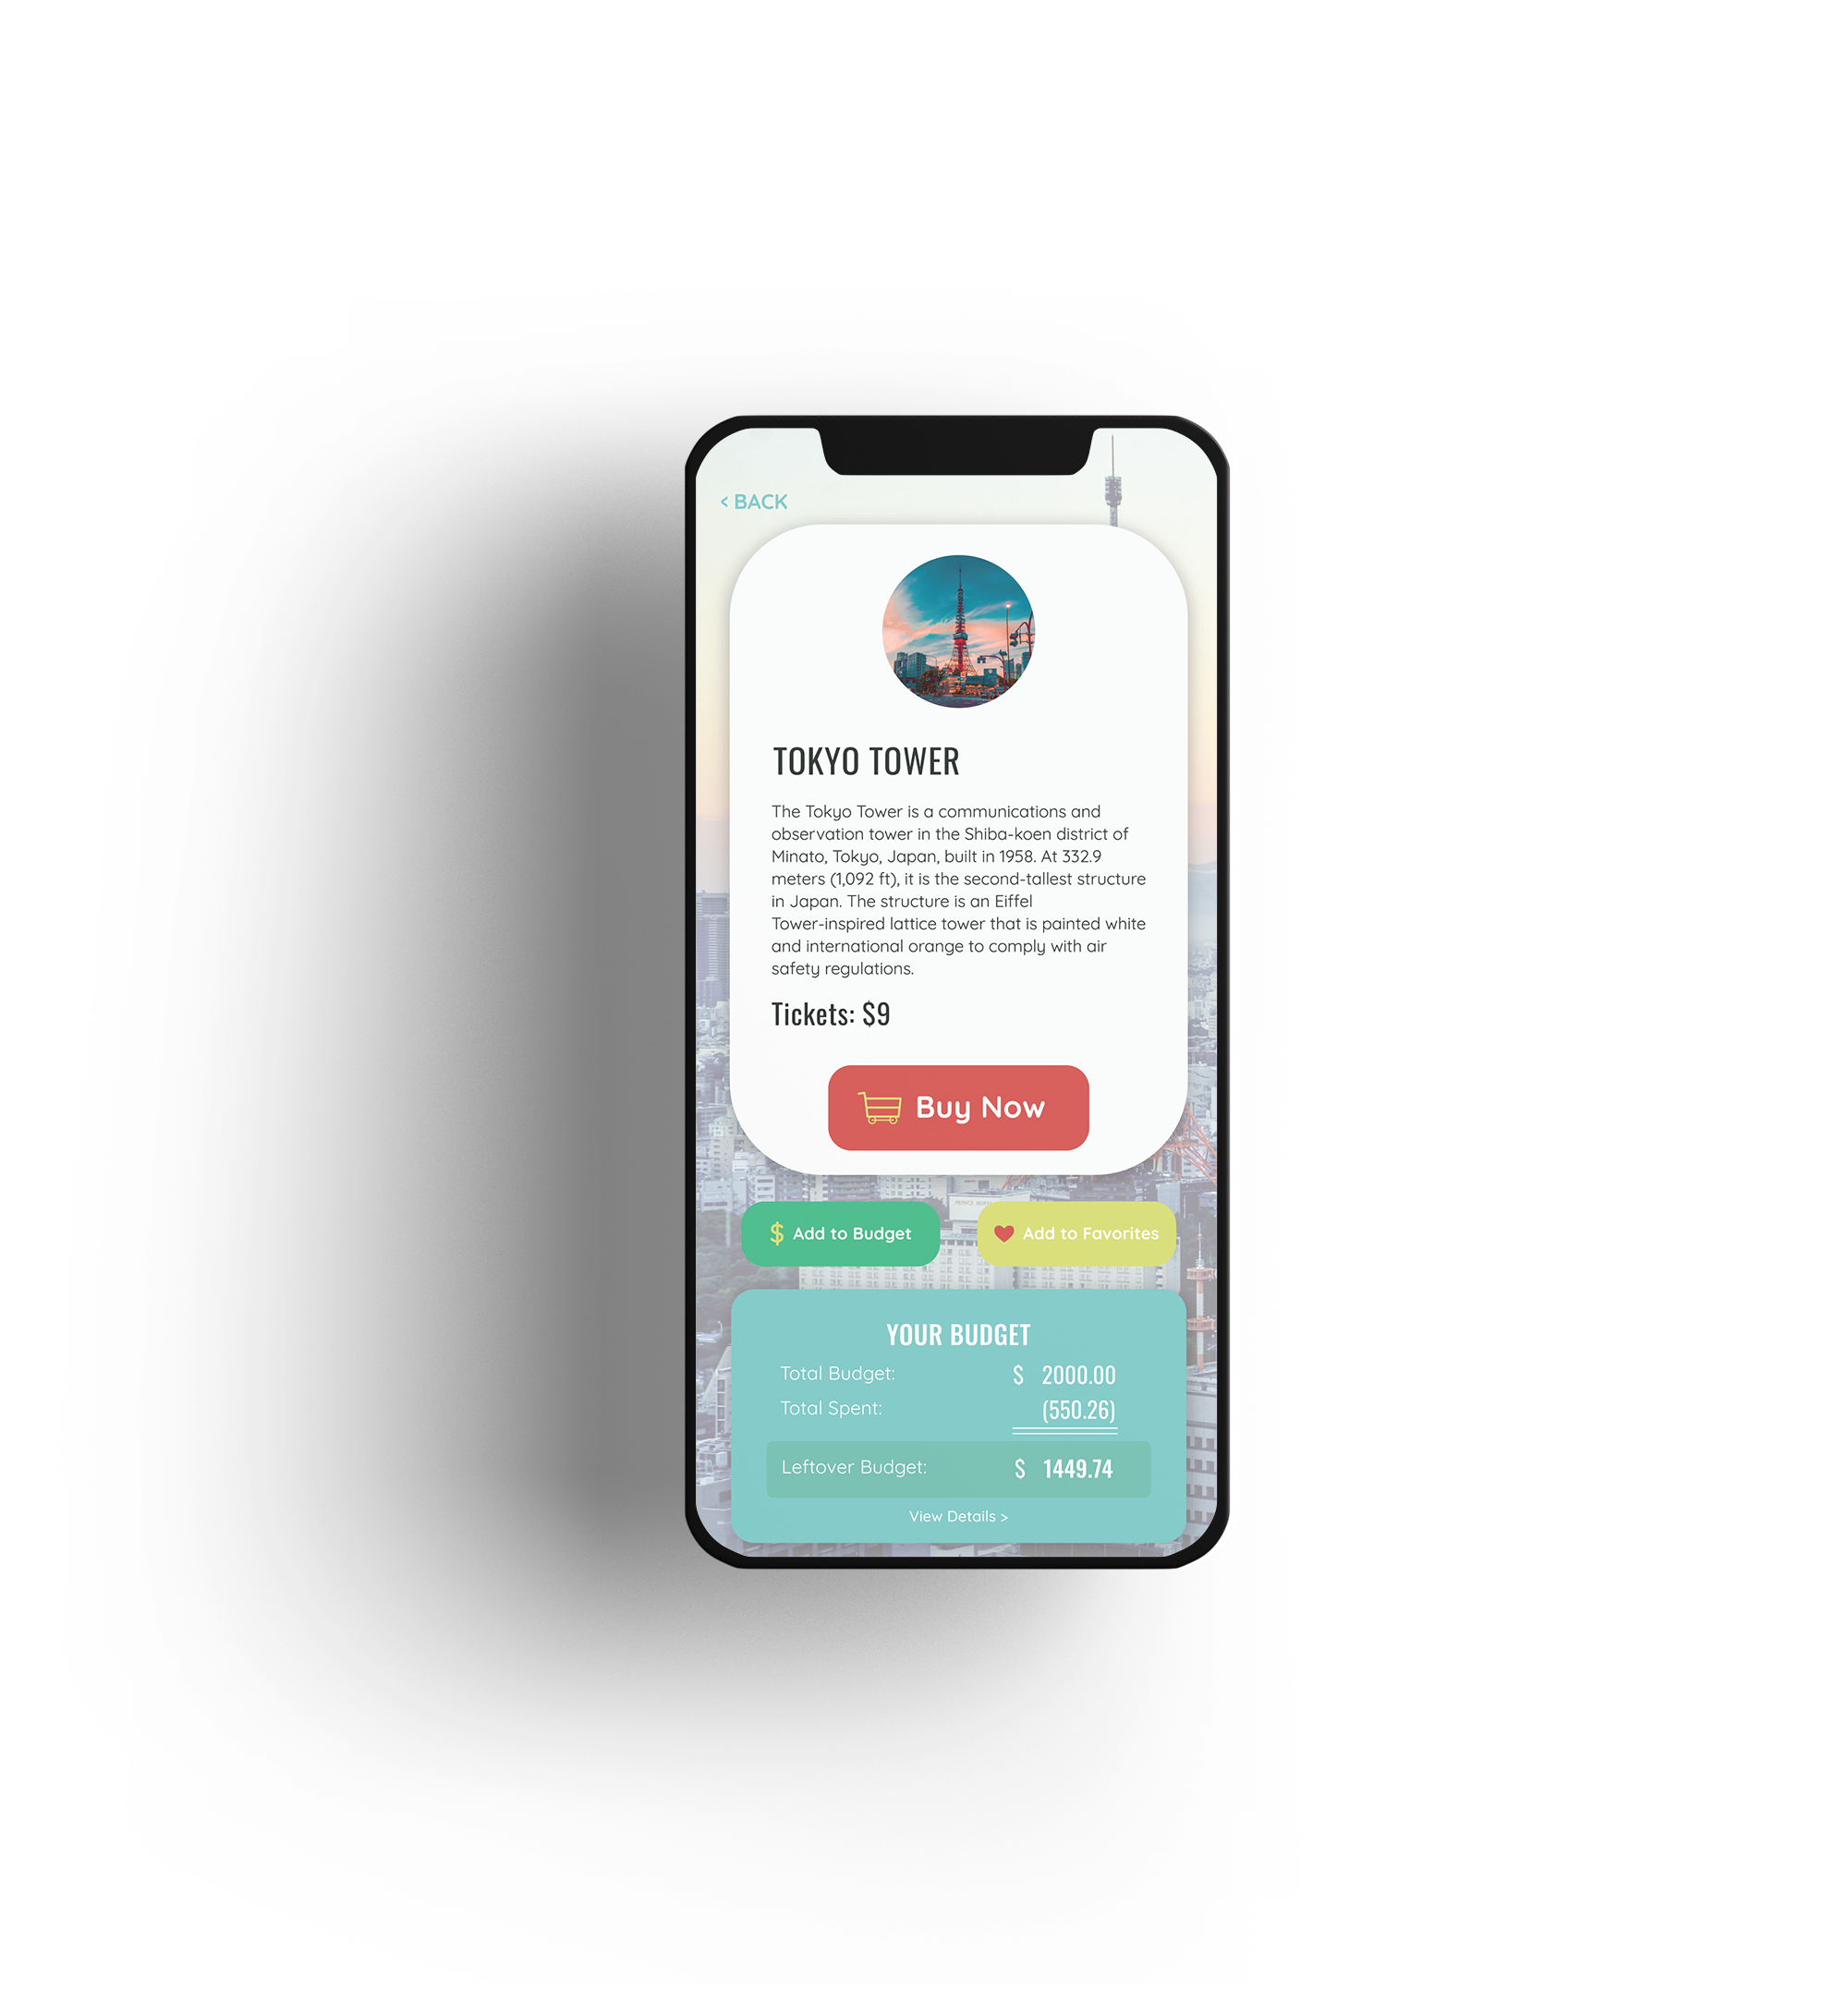 < BACK
TOKYO TOWER
The Tokyo Tower is a communications and
observation tower in the Shiba-koen district of
Minato, Tokyo, Japan, built in 1958. At 332.9
meters (1,092 ft), it is the second-tallest structure
in Japan. The structure is an Eiffel
Tower-inspired lattice tower that is painted white
and international orange to comply with air
safety regulations.
Tickets: $9
Buy Now
$ Add to Budget
Add to Favorites
YOUR BUDGET
Total Budget: $ 2000.00
Total Spent: (550.26)
Leftover Budget: $ 1449.74
View Details >